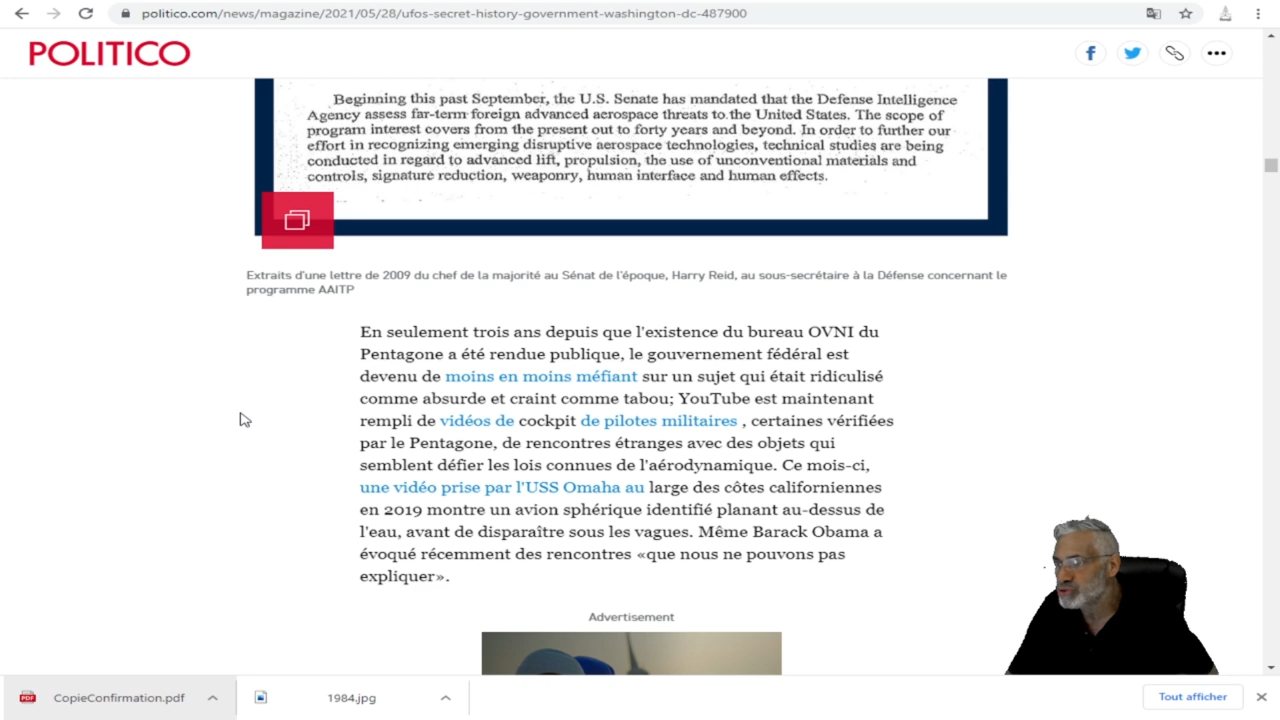 politico.com/news/magazine/2021/05/28/ufos-secret-history-government-washington-dc-487900
POLITICO
Beginning this past September, the U.S. Senate has mandated that the Defense Intelligence
Agency assess far-term foreign advanced aerospace threats to the United States. The scope of
program interest covers from the present out to forty years and beyond. In order to further our
effort in recognizing emerging disruptive aerospace technologies, technical studies are being
conducted in regard to advanced lift, propulsion, the use of unconventional materials and
controls, signature reduction, weaponry, human interface and human effects.
Extraits d'une lettre de 2009 du chef de la majorité au Sénat de l'époque, Harry Reid, au sous-secrétaire à la Défense concernant le
programme AAITP
En seulement trois ans depuis que l'existence du bureau OVNI du
Pentagone a été rendue publique, le gouvernement fédéral est
devenu de moins en moins méfiant sur un sujet qui était ridiculisé
comme absurde et craint comme tabou; YouTube est maintenant
rempli de vidéos de cockpit de pilotes militaires , certaines vérifiées
par le Pentagone, de rencontres étranges avec des objets qui
semblent défier les lois connues de l'aérodynamique. Ce mois-ci,
une vidéo prise par l'USS Omaha au large des côtes californiennes
en 2019 montre un avion sphérique identifié planant au-dessus de
l'eau, avant de disparaître sous les vagues. Même Barack Obama a
évoqué récemment des rencontres «que nous ne pouvons pas
expliquer».
Advertisement
CopieConfirmation.pdf
1984.jpg
Tout afficher